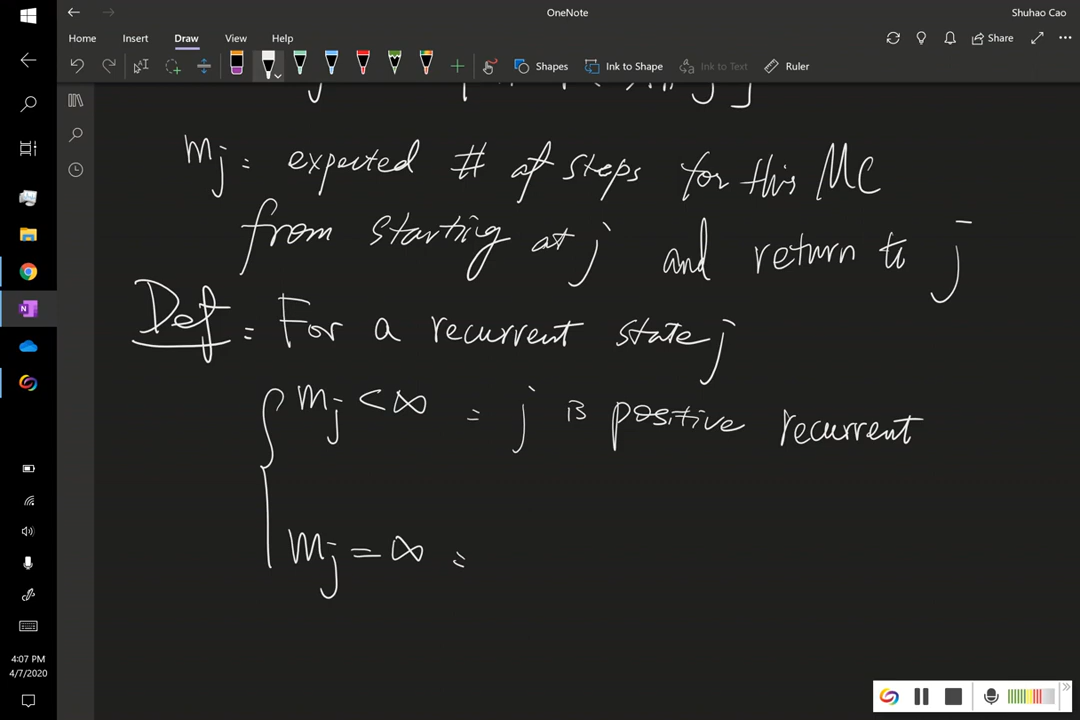 OneNote
Shuhao Cao
Home Insert Draw View Help
Share
Shapes Ink to Shape Ink to Text Ruler
mj = expected # of steps for this MC
from starting at j and return to j
Def = For a recurrent state j
mj < ∞ = j is positive recurrent
mj = ∞ =
4:07 PM
4/7/2020